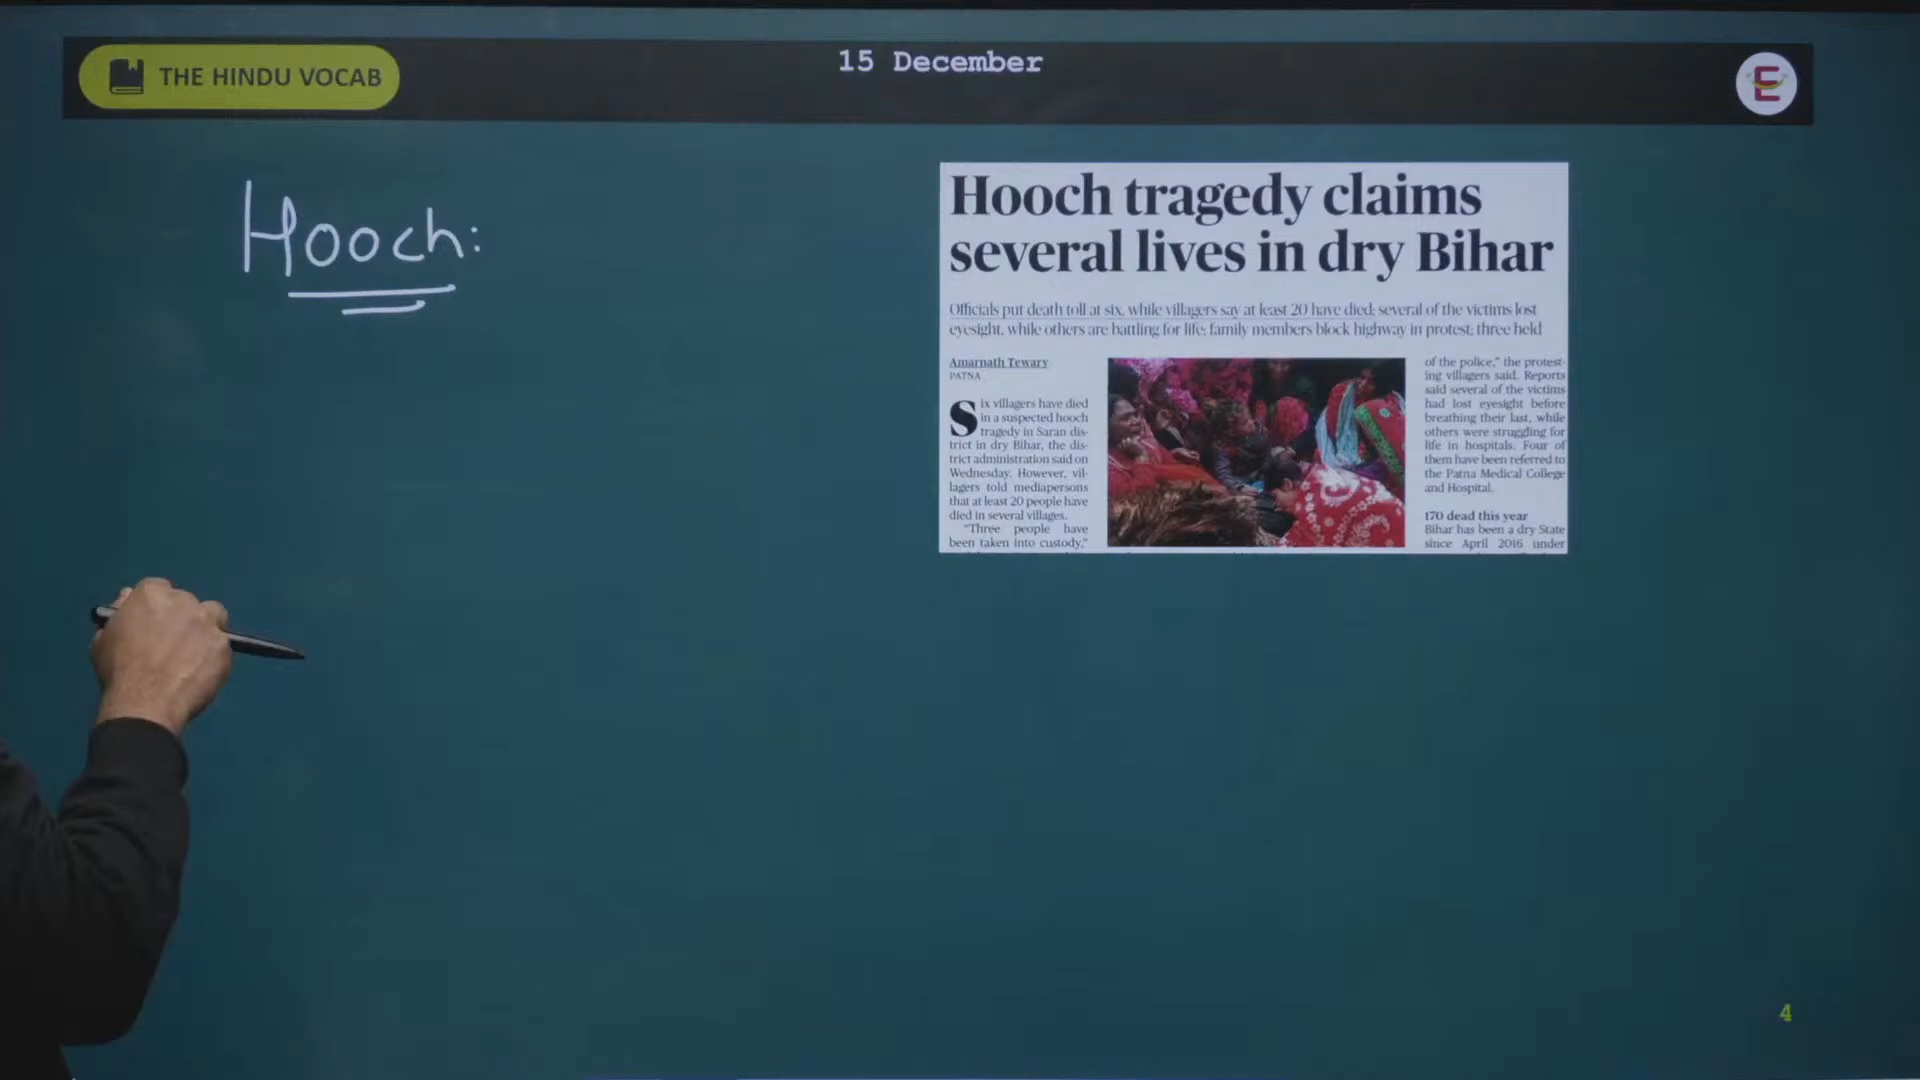 THE HINDU VOCAB
15 December
E
Hooch:
Hooch tragedy claims
several lives in dry Bihar
Officials put death toll at six, while villagers say at least 20 have died; several of the victims lost
eyesight, while others are battling for life; family members block highway in protest; three held
Amarnath Tewary
PATNA
Six villagers have died
in a suspected hooch
tragedy in Saran dis-
trict in dry Bihar, the dis-
trict administration said on
Wednesday. However, vil-
lagers told mediapersons
that at least 20 people have
died in several villages.
"Three people have
been taken into custody,"
of the police," the protest-
ing villagers said. Reports
said several of the victims
had lost eyesight before
breathing their last, while
others were struggling for
life in hospitals. Four of
them have been referred to
the Patna Medical College
and Hospital.
170 dead this year
Bihar has been a dry State
since April 2016 under
4